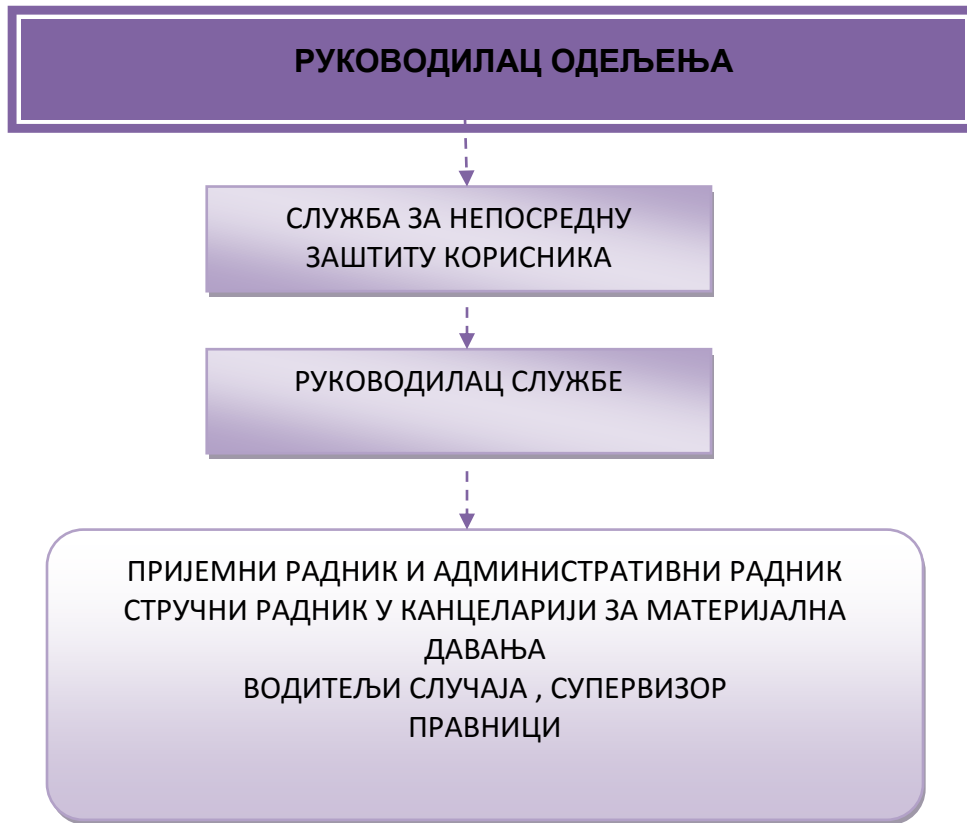 РУКОВОДИЛАЦ ОДЕЉЕЊА
СЛУЖБА ЗА НЕПОСРЕДНУ
ЗАШТИТУ КОРИСНИКА
РУКОВОДИЛАЦ СЛУЖБЕ
ПРИЈЕМНИ РАДНИК И АДМИНИСТРАТИВНИ РАДНИК
СТРУЧНИ РАДНИК У КАНЦЕЛАРИЈИ ЗА МАТЕРИЈАЛНА
ДАВАЊА
ВОДИТЕЉИ СЛУЧАЈА , СУПЕРВИЗОР
ПРАВНИЦИ